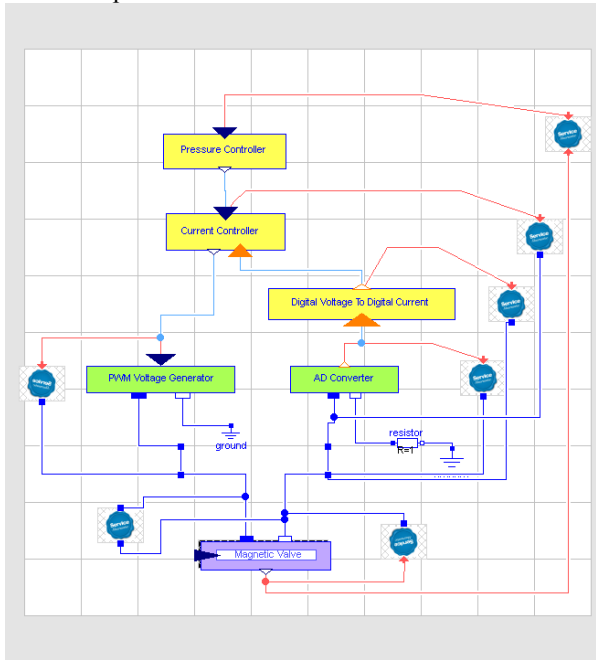 Service
Pressure Controller
Service
Current Controller
Service
Digital Voltage To Digital Current
Service
PWM Voltage Generator
AD Converter
resistor
R=1
ground
Service
Magnetic Valve